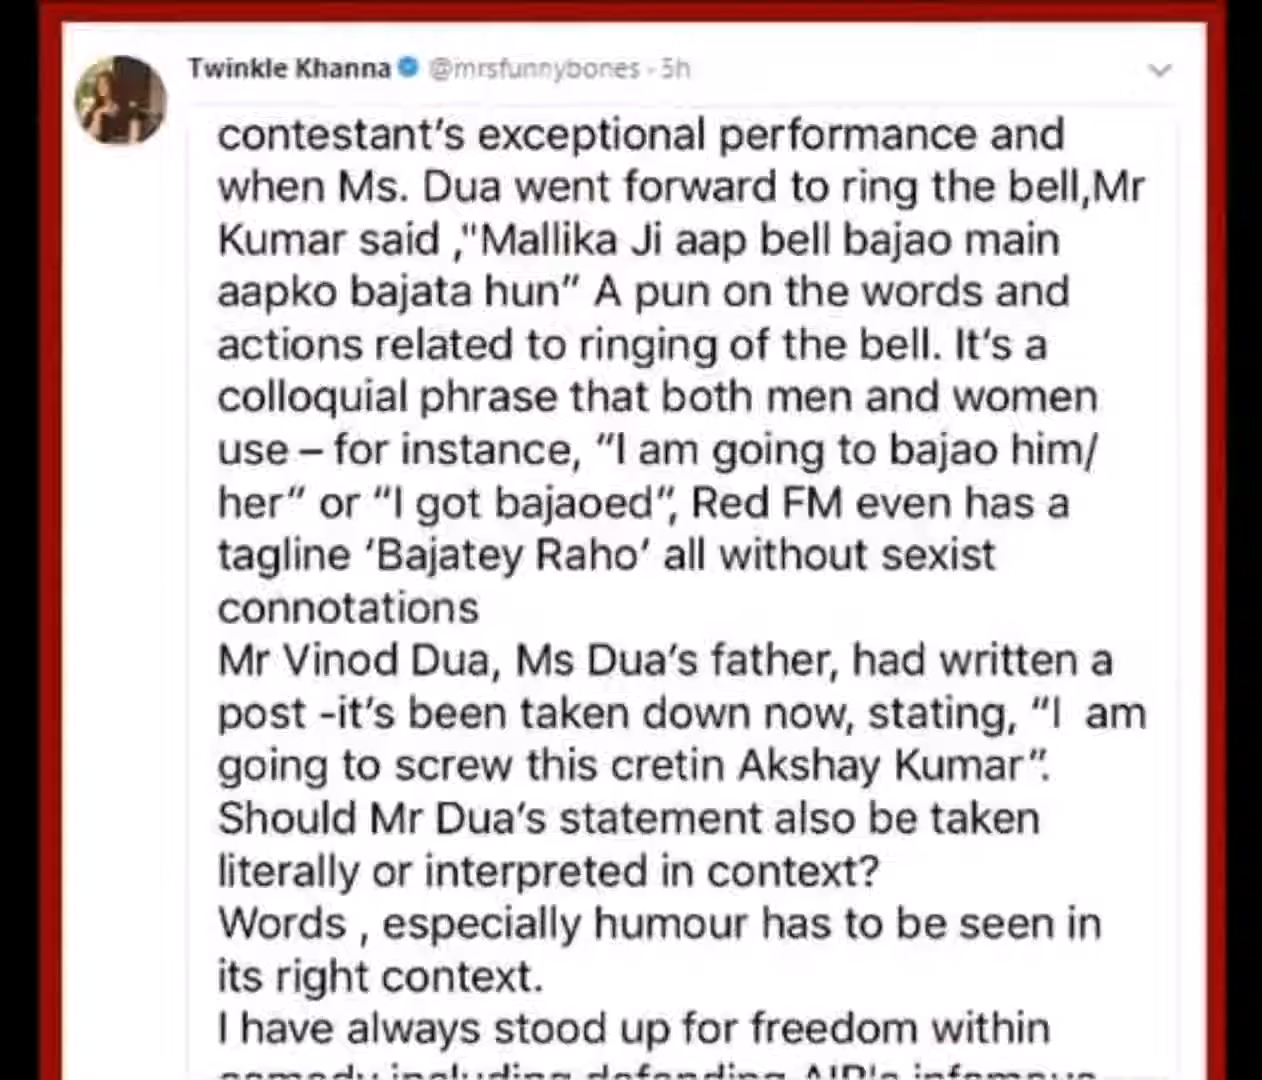 Twinkle Khanna @mrsfunnybones - 5h
contestant's exceptional performance and
when Ms. Dua went forward to ring the bell,Mr
Kumar said ,"Mallika Ji aap bell bajao main
aapko bajata hun” A pun on the words and
actions related to ringing of the bell. It's a
colloquial phrase that both men and women
use – for instance, “I am going to bajao him/
her” or “I got bajaoed”, Red FM even has a
tagline ‘Bajatey Raho’ all without sexist
connotations
Mr Vinod Dua, Ms Dua's father, had written a
post -it's been taken down now, stating, “I am
going to screw this cretin Akshay Kumar”.
Should Mr Dua's statement also be taken
literally or interpreted in context?
Words , especially humour has to be seen in
its right context.
I have always stood up for freedom within
comedy including defending AIB's infamous